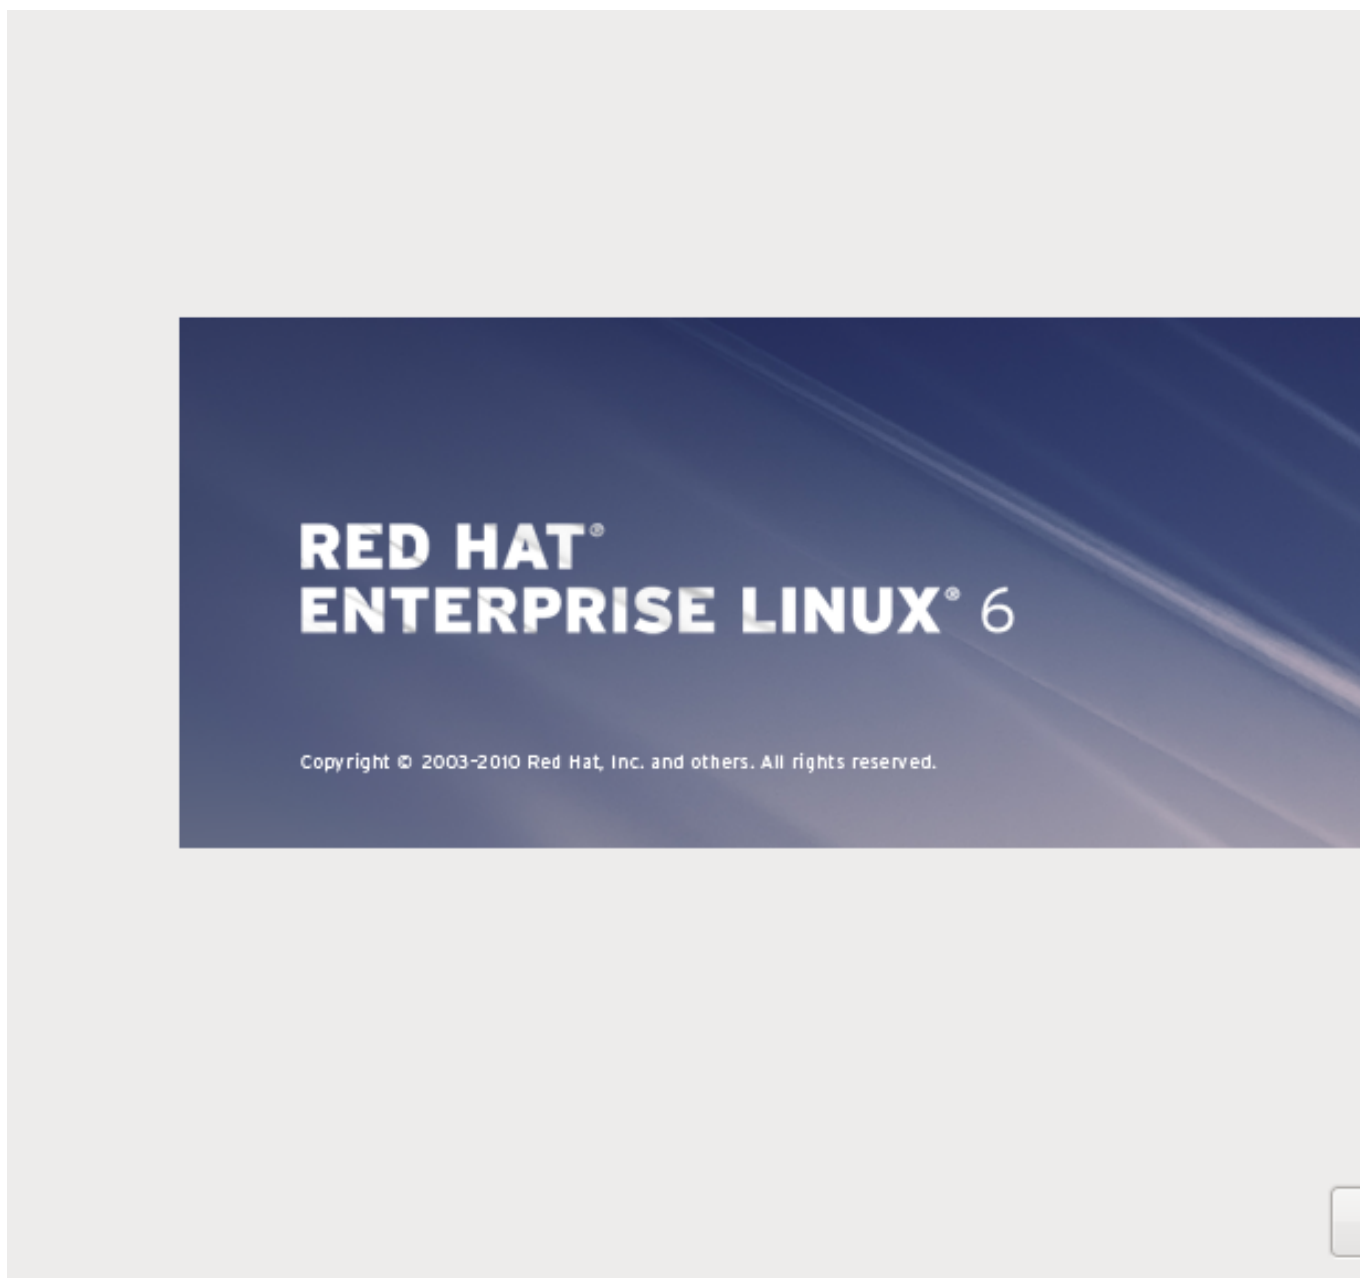 RED HAT®
ENTERPRISE LINUX® 6
Copyright © 2003-2010 Red Hat, Inc. and others. All rights reserved.